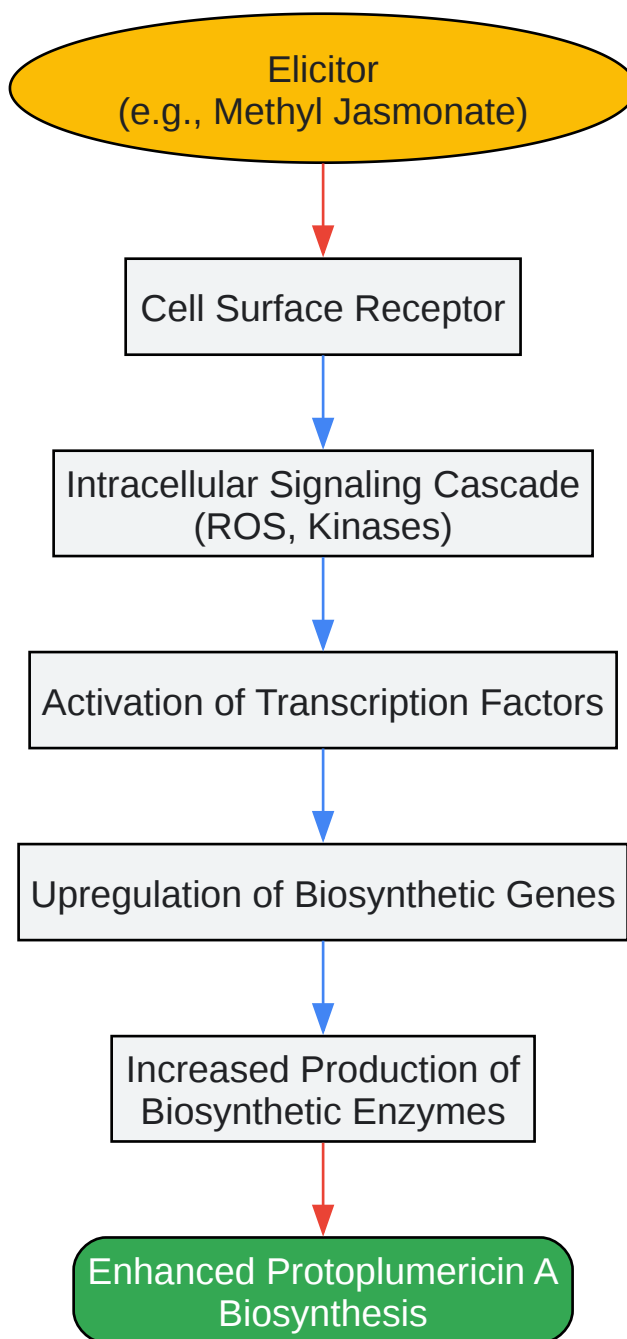 Elicitor
(e.g., Methyl Jasmonate)
Cell Surface Receptor
Intracellular Signaling Cascade
(ROS, Kinases)
Activation of Transcription Factors
Upregulation of Biosynthetic Genes
Increased Production of
Biosynthetic Enzymes
Enhanced Protoplumericin A
Biosynthesis